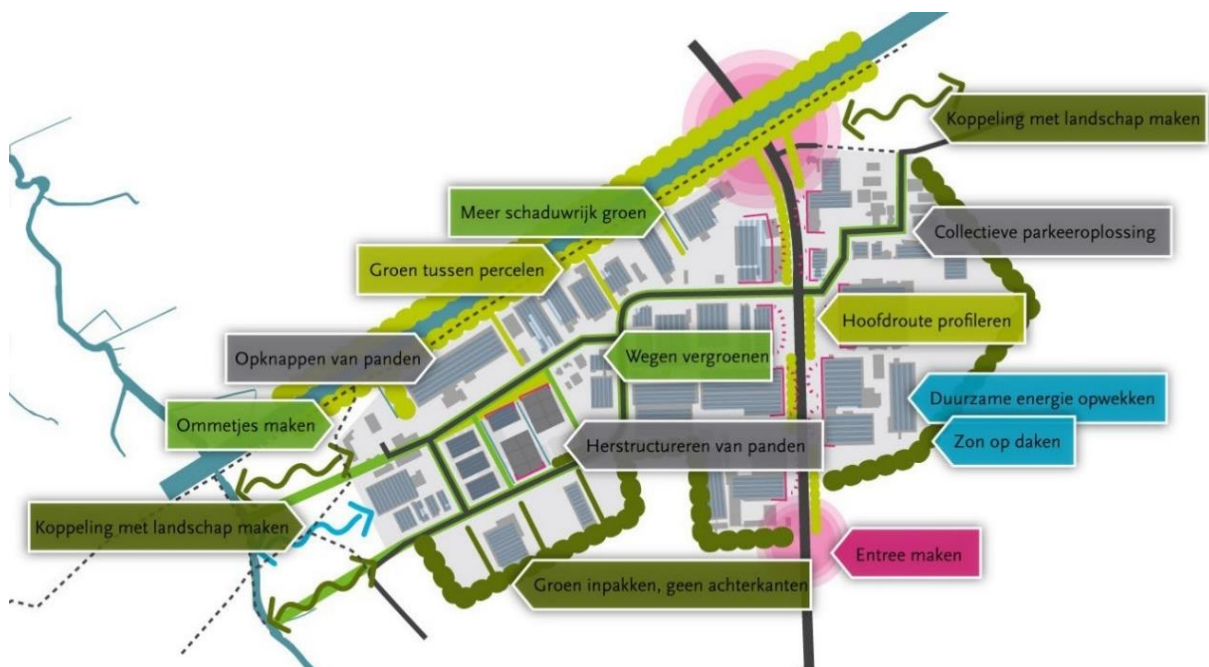 Koppeling met landschap maken
Meer schaduwrijk groen
Collectieve parkeeroplossing
Groen tussen percelen
Hoofdroute profileren
Opknappen van panden
Wegen vergroenen
Duurzame energie opwekken
Ommetjes maken
Zon op daken
Herstructureren van panden
Koppeling met landschap maken
Entree maken
Groen inpakken, geen achterkanten